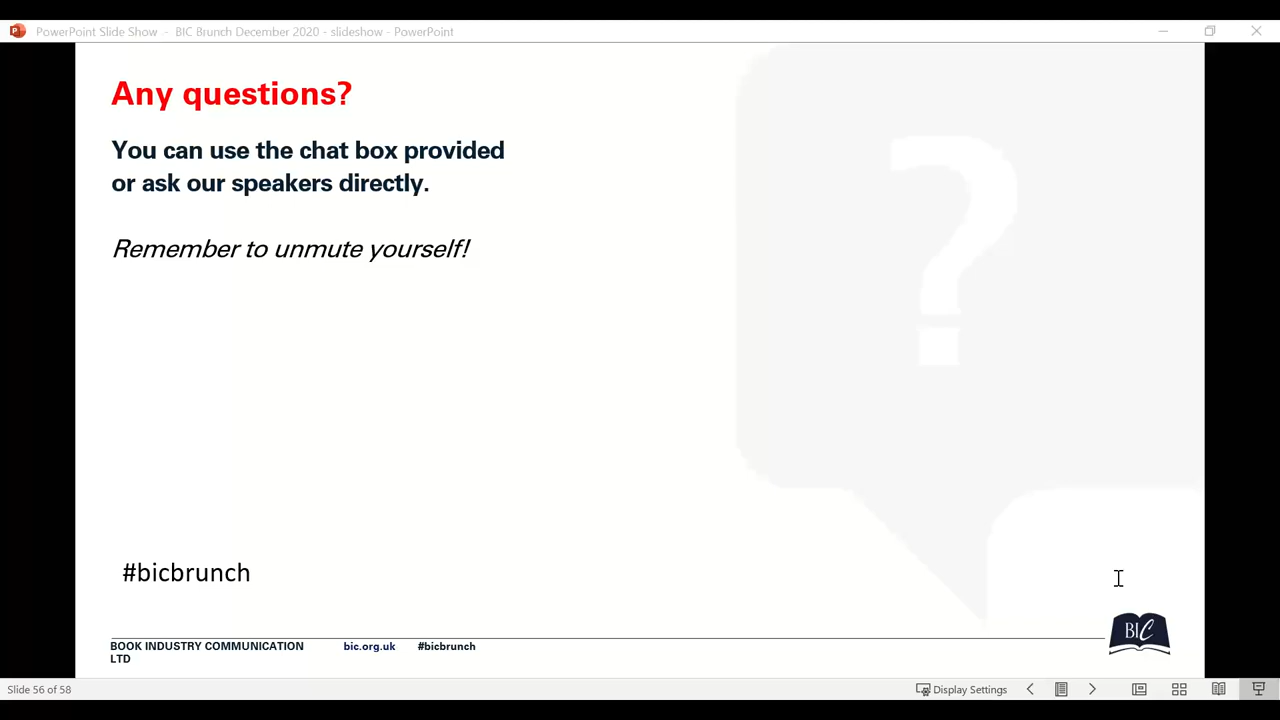 PowerPoint Slide Show - BIC Brunch December 2020 - slideshow - PowerPoint
Any questions?
You can use the chat box provided
or ask our speakers directly.
Remember to unmute yourself!
?
#bicbrunch
BIC
BOOK INDUSTRY COMMUNICATION LTD
bic.org.uk
#bicbrunch
Slide 56 of 58
Display Settings